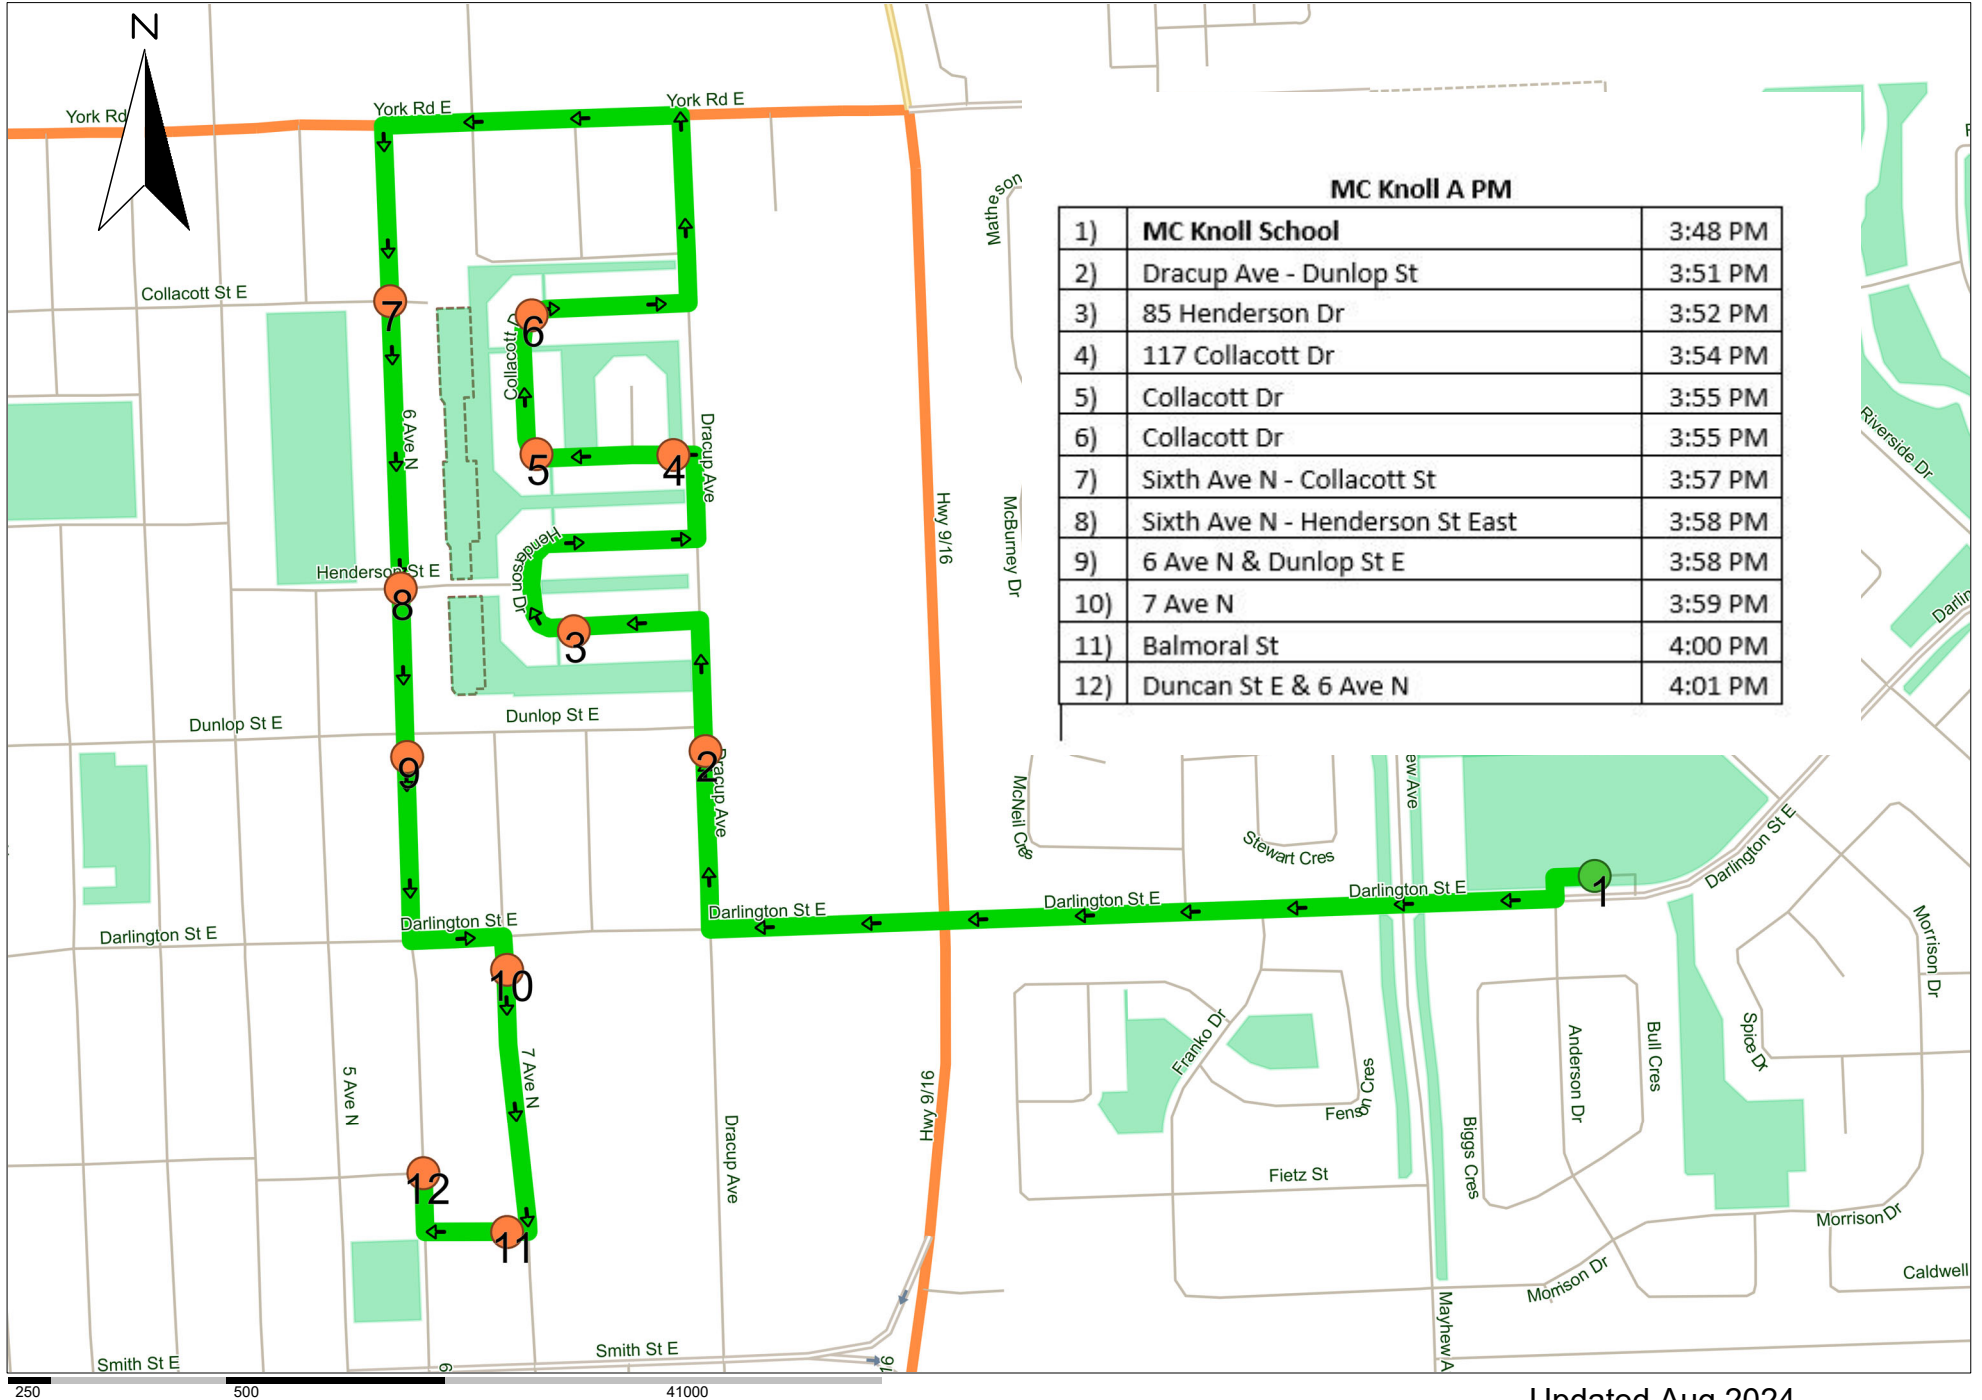 N
York Rd
York Rd E
York Rd E
Matheson
MC Knoll A PM
1) MC Knoll School 3:48 PM
2) Dracup Ave - Dunlop St 3:51 PM
3) 85 Henderson Dr 3:52 PM
4) 117 Collacott Dr 3:54 PM
5) Collacott Dr 3:55 PM
6) Collacott Dr 3:55 PM
7) Sixth Ave N - Collacott St 3:57 PM
8) Sixth Ave N - Henderson St East 3:58 PM
9) 6 Ave N & Dunlop St E 3:58 PM
10) 7 Ave N 3:59 PM
11) Balmoral St 4:00 PM
12) Duncan St E & 6 Ave N 4:01 PM
Collacott St E
7
6
Collacott
6 Ave N
Dracup Ave
5
4
Riverside Dr
Hwy 9/16
McBurney Dr
Henderson Dr
Henderson St E
8
3
Dunlop St E
Dunlop St E
9
2
Dracup Ave
McNeil Cres
Stewart Cres
ew Ave
Darlington St E
1
Darlington St E
Darlington St E
Darlington St E
Darlington St E
Darlington St E
10
7 Ave N
5 Ave N
Franko Dr
Fenson Cres
Anderson Dr
Bull Cres
Spice Dr
Morrison Dr
Hwy 9/16
Dracup Ave
Biggs Cres
Fietz St
12
11
Morrison Dr
Morrison Dr
Caldwell
Mayhew A
Smith St E
Smith St E
250
500
41000
Updated Aug 2024